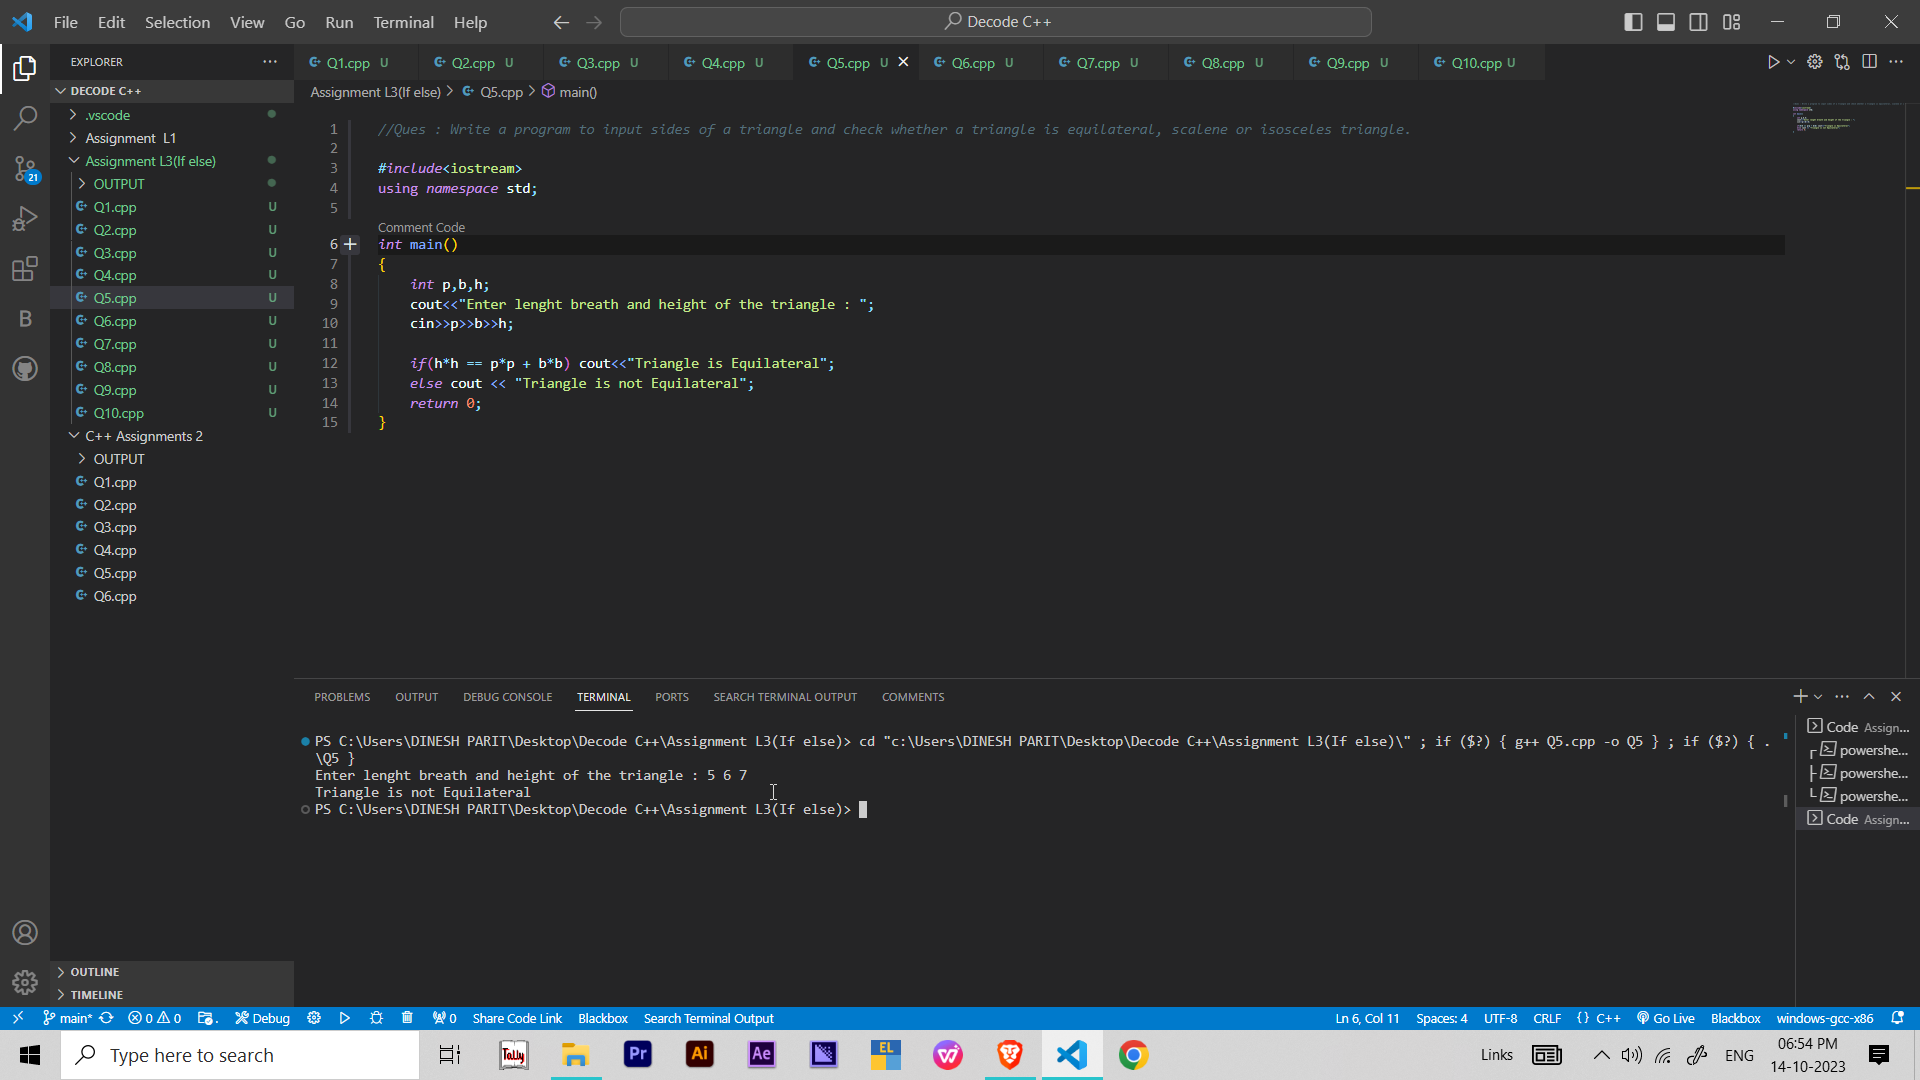 File Edit Selection View Go Run Terminal Help
Decode C++
EXPLORER
DECODE C++
.vscode
Assignment L1
Assignment L3(If else)
OUTPUT
Q1.cpp U
Q2.cpp U
Q3.cpp U
Q4.cpp U
Q5.cpp U
Q6.cpp U
Q7.cpp U
Q8.cpp U
Q9.cpp U
Q10.cpp U
C++ Assignments 2
OUTPUT
Q1.cpp
Q2.cpp
Q3.cpp
Q4.cpp
Q5.cpp
Q6.cpp
OUTLINE
TIMELINE
21
B
Q1.cpp U Q2.cpp U Q3.cpp U Q4.cpp U Q5.cpp U Q6.cpp U Q7.cpp U Q8.cpp U Q9.cpp U Q10.cpp U
Assignment L3(If else) > Q5.cpp > main()
1 //Ques : Write a program to input sides of a triangle and check whether a triangle is equilateral, scalene or isosceles triangle.
2
3 #include<iostream>
4 using namespace std;
5
Comment Code
6 int main()
7 {
8 int p,b,h;
9 cout<<"Enter lenght breath and height of the triangle : ";
10 cin>>p>>b>>h;
11
12 if(h*h == p*p + b*b) cout<<"Triangle is Equilateral";
13 else cout << "Triangle is not Equilateral";
14 return 0;
15 }
PROBLEMS OUTPUT DEBUG CONSOLE TERMINAL PORTS SEARCH TERMINAL OUTPUT COMMENTS
PS C:\Users\DINESH PARIT\Desktop\Decode C++\Assignment L3(If else)> cd "c:\Users\DINESH PARIT\Desktop\Decode C++\Assignment L3(If else)\" ; if ($?) { g++ Q5.cpp -o Q5 } ; if ($?) { .
\Q5 }
Enter lenght breath and height of the triangle : 5 6 7
Triangle is not Equilateral
PS C:\Users\DINESH PARIT\Desktop\Decode C++\Assignment L3(If else)>
Code Assign...
powershe...
powershe...
powershe...
Code Assign...
main* 0 0 Debug 0 Share Code Link Blackbox Search Terminal Output
Ln 6, Col 11 Spaces: 4 UTF-8 CRLF {} C++ Go Live Blackbox windows-gcc-x86
Type here to search
Tally Pr Ai Ae EL
Links ENG 06:54 PM
14-10-2023